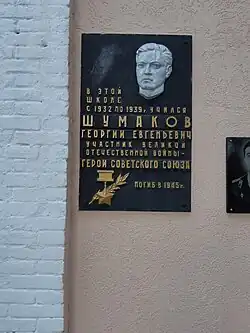 В ЭТОЙ
ШКОЛЕ
С 1932 ПО 1939г. УЧИЛСЯ
ШУМАКОВ
ГЕОРГИЙ ЕВГЕНЬЕВИЧ
УЧАСТНИК ВЕЛИКОЙ
ОТЕЧЕСТВЕННОЙ ВОЙНЫ-
ГЕРОЙ СОВЕТСКОГО СОЮЗА
ПОГИБ В 1945г.